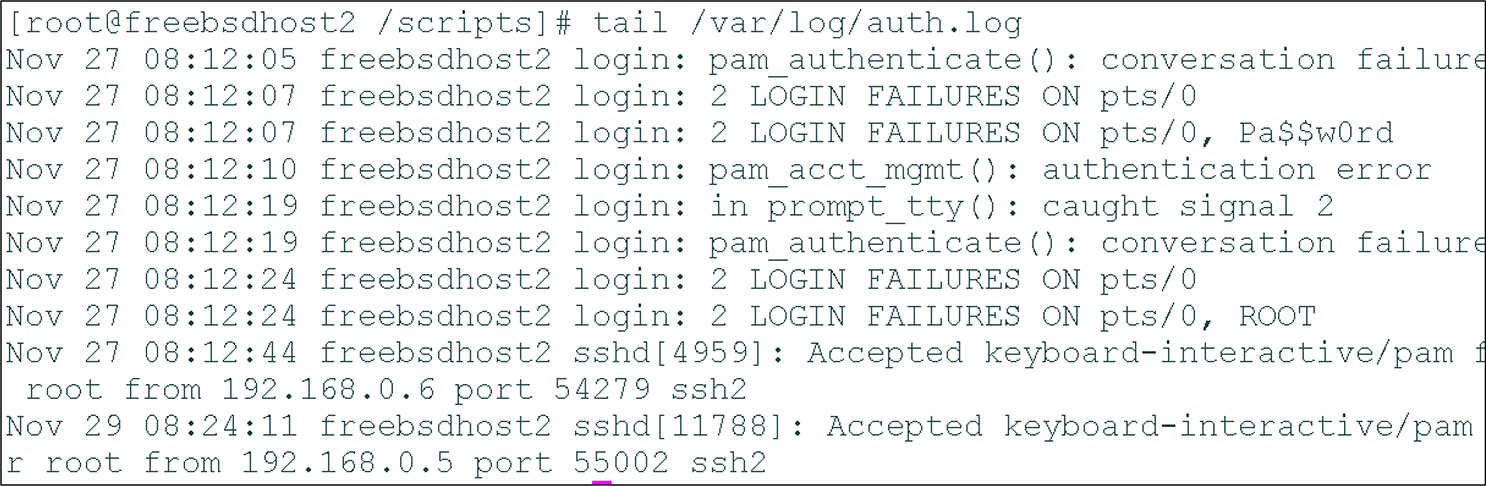 [root@freebsdhost2 /scripts]# tail /var/log/auth.log
Nov 27 08:12:05 freebsdhost2 login: pam_authenticate(): conversation failure
Nov 27 08:12:07 freebsdhost2 login: 2 LOGIN FAILURES ON pts/0
Nov 27 08:12:07 freebsdhost2 login: 2 LOGIN FAILURES ON pts/0, Pa$$w0rd
Nov 27 08:12:10 freebsdhost2 login: pam_acct_mgmt(): authentication error
Nov 27 08:12:19 freebsdhost2 login: in prompt_tty(): caught signal 2
Nov 27 08:12:19 freebsdhost2 login: pam_authenticate(): conversation failure
Nov 27 08:12:24 freebsdhost2 login: 2 LOGIN FAILURES ON pts/0
Nov 27 08:12:24 freebsdhost2 login: 2 LOGIN FAILURES ON pts/0, ROOT
Nov 27 08:12:44 freebsdhost2 sshd[4959]: Accepted keyboard-interactive/pam f
root from 192.168.0.6 port 54279 ssh2
Nov 29 08:24:11 freebsdhost2 sshd[11788]: Accepted keyboard-interactive/pam
r root from 192.168.0.5 port 55002 ssh2